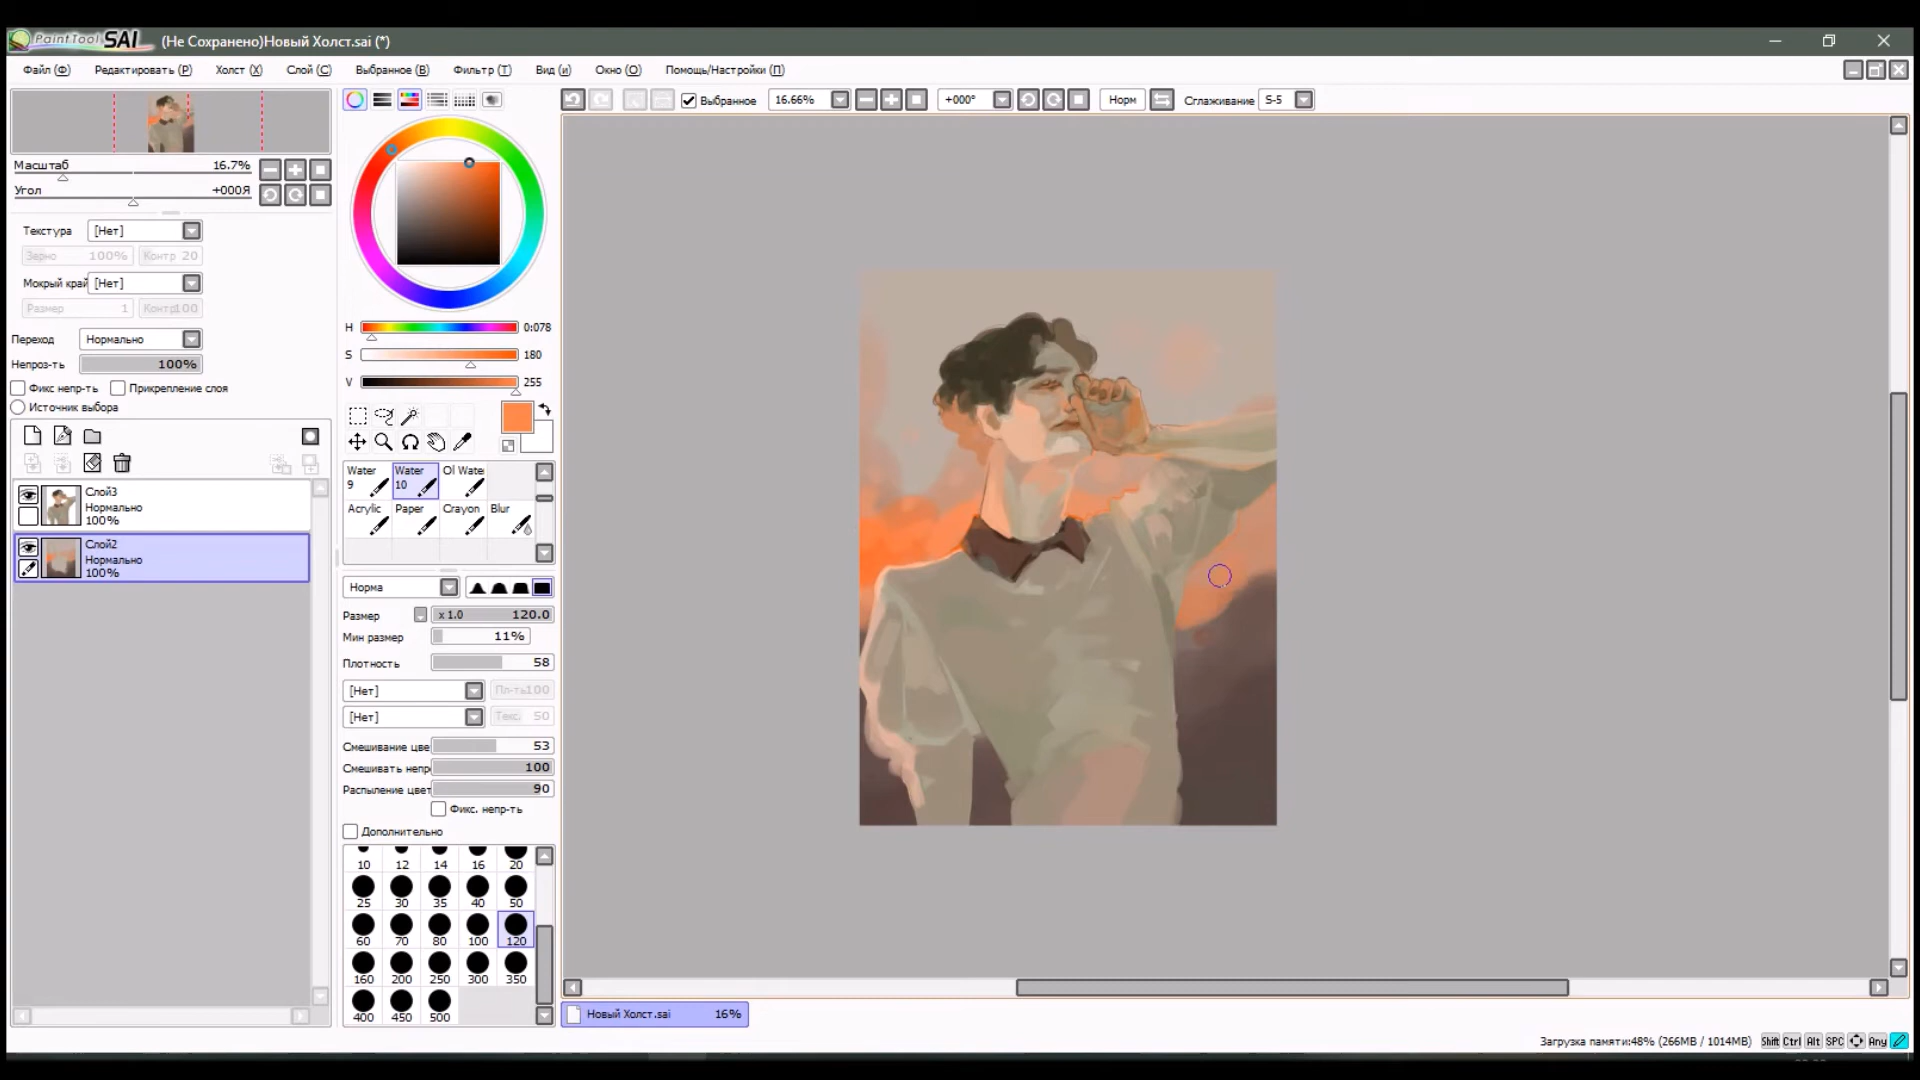 PaintTool SAI (Не Сохранено)Новый Холст.sai (*)
Файл (Ф) Редактировать (Р) Холст (Х) Слой (С) Выбранное (В) Фильтр (Т) Вид (и) Окно (О) Помощь/Настройки (П)
Выбранное 16.66% +000° Норм Сглаживание S-5
Масштаб 16.7%
Угол +000Я
Текстура [Нет]
Зерно 100% Контр 20
Мокрый край [Нет]
Размер 1 Контр100
Переход Нормально
Непроз-ть 100%
Фикс непр-ть Прикрепление слоя
Источник выбора
Слой3
Нормально
100%
Слой2
Нормально
100%
H 0:078
S 180
V 255
Water 9 Water 10 Ol Wate
Acrylic Paper Crayon Blur
Норма
Размер x 1.0 120.0
Мин размер 11%
Плотность 58
[Нет] Пл-ть100
[Нет] Текс. 50
Смешивание цве 53
Смешивать непр 100
Распыление цвет 90
Фикс. непр-ть
Дополнительно
10 12 14 16 20
25 30 35 40 50
60 70 80 100 120
160 200 250 300 350
400 450 500
Новый Холст.sai 16%
Загрузка памяти:48% (266MB / 1014MB) Shift Ctrl Alt SPC Any